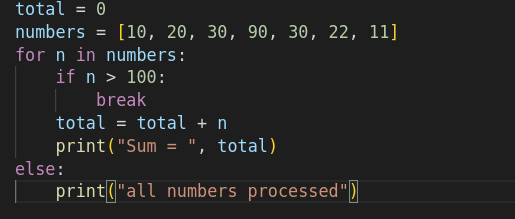 total = 0
numbers = [10, 20, 30, 90, 30, 22, 11]
for n in numbers:
    if n > 100:
        break
    total = total + n
    print("Sum = ", total)
else:
    print("all numbers processed")